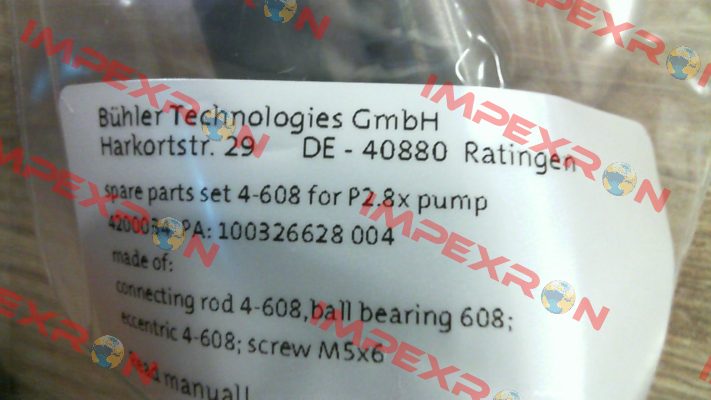 Bühler Technologies GmbH
Harkortstr. 29 DE - 40880 Ratingen
spare parts set 4-608 for P2.8x pump
PA: 100326628 004
made of:
connecting rod 4-608, ball bearing 608;
eccentric 4-608; screw M5x6
Read manual!
IMPEXRON
IMPEXRON
IMPEXRON
IMPEXRON
IMPEXRON
IMPEXRON
IMPEXRON
IMPEXRON